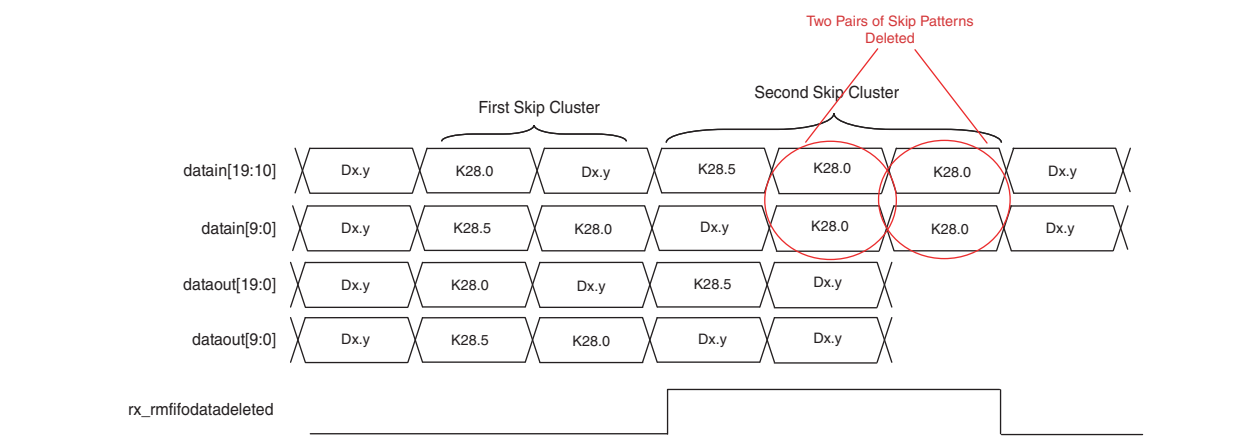 Two Pairs of Skip Patterns
Deleted
Second Skip Cluster
First Skip Cluster
datain[19:10] Dx.y K28.0 Dx.y K28.5 K28.0 K28.0 Dx.y
datain[9:0] Dx.y K28.5 K28.0 Dx.y K28.0 K28.0 Dx.y
dataout[19:0] Dx.y K28.0 Dx.y K28.5 Dx.y
dataout[9:0] Dx.y K28.5 K28.0 Dx.y Dx.y
rx_rmfifodatadeleted